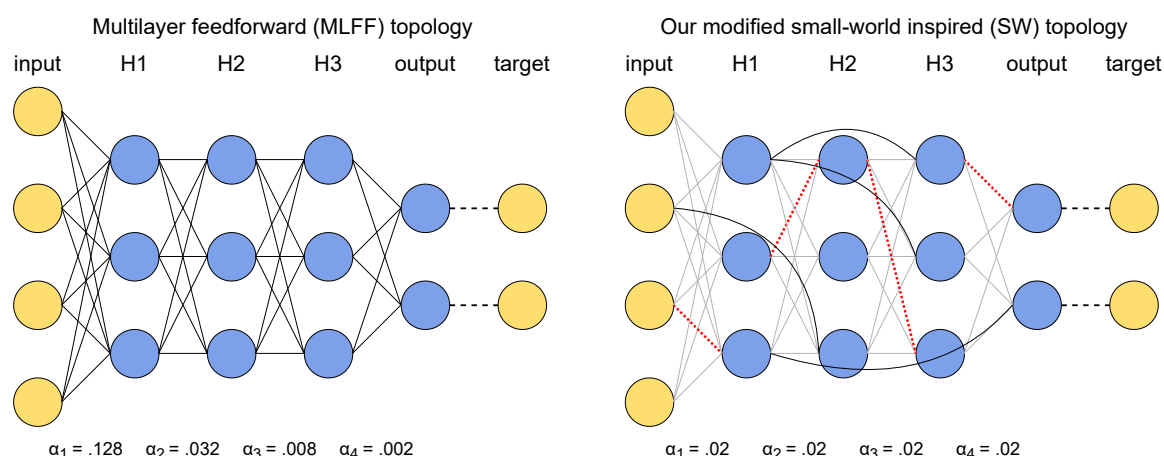 Multilayer feedforward (MLFF) topology
input H1 H2 H3 output target
α1 = .128 α2 = .032 α3 = .008 α4 = .002
Our modified small-world inspired (SW) topology
input H1 H2 H3 output target
α1 = .02 α2 = .02 α3 = .02 α4 = .02